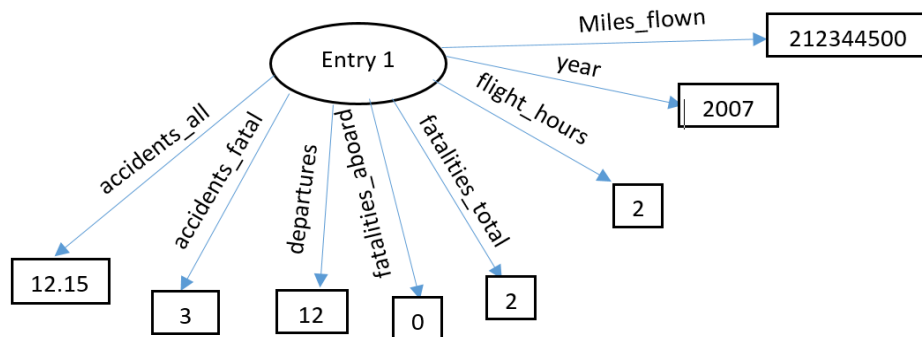 Miles_flown
212344500
Entry 1
year
2007
flight_hours
accidents_all
accidents_fatal
departures
fatalities_aboard
fatalities_total
2
12.15
3
12
0
2